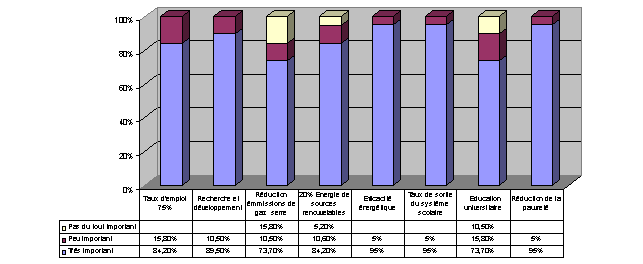 100%
80%
60%
40%
20%
0%
Taux d'emploi 75% Recherche et développement Réduction émmissions de gaz serre 20% Energie de sources renouvelables Efficacité énergélique Taux de sortie du système scolaire Education universitaire Réduction de la pauvreté
Pas du tout important 15,80% 5,20% 10,50%
Peu important 15,80% 10,50% 10,50% 10,60% 5% 5% 15,80% 5%
Très important 84,20% 89,50% 73,70% 84,20% 95% 95% 73,70% 95%